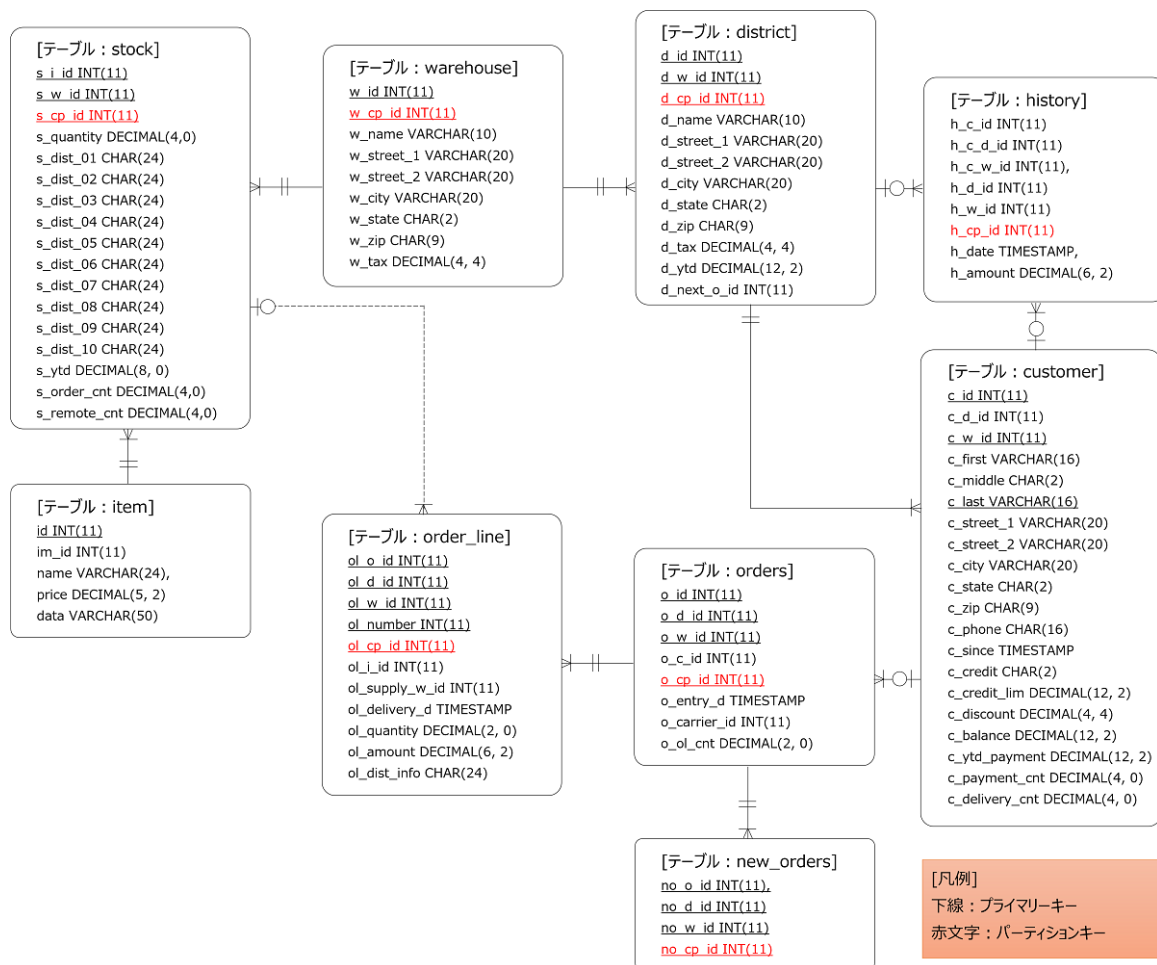 [テーブル：stock]
s_i_id INT(11)
s_w_id INT(11)
s_cp_id INT(11)
s_quantity DECIMAL(4,0)
s_dist_01 CHAR(24)
s_dist_02 CHAR(24)
s_dist_03 CHAR(24)
s_dist_04 CHAR(24)
s_dist_05 CHAR(24)
s_dist_06 CHAR(24)
s_dist_07 CHAR(24)
s_dist_08 CHAR(24)
s_dist_09 CHAR(24)
s_dist_10 CHAR(24)
s_ytd DECIMAL(8, 0)
s_order_cnt DECIMAL(4,0)
s_remote_cnt DECIMAL(4,0)
[テーブル：warehouse]
w_id INT(11)
w_cp_id INT(11)
w_name VARCHAR(10)
w_street_1 VARCHAR(20)
w_street_2 VARCHAR(20)
w_city VARCHAR(20)
w_state CHAR(2)
w_zip CHAR(9)
w_tax DECIMAL(4, 4)
[テーブル：district]
d_id INT(11)
d_w_id INT(11)
d_cp_id INT(11)
d_name VARCHAR(10)
d_street_1 VARCHAR(20)
d_street_2 VARCHAR(20)
d_city VARCHAR(20)
d_state CHAR(2)
d_zip CHAR(9)
d_tax DECIMAL(4, 4)
d_ytd DECIMAL(12, 2)
d_next_o_id INT(11)
[テーブル：history]
h_c_id INT(11)
h_c_d_id INT(11)
h_c_w_id INT(11),
h_d_id INT(11)
h_w_id INT(11)
h_cp_id INT(11)
h_date TIMESTAMP,
h_amount DECIMAL(6, 2)
[テーブル：item]
id INT(11)
im_id INT(11)
name VARCHAR(24),
price DECIMAL(5, 2)
data VARCHAR(50)
[テーブル：order_line]
ol_o_id INT(11)
ol_d_id INT(11)
ol_w_id INT(11)
ol_number INT(11)
ol_cp_id INT(11)
ol_i_id INT(11)
ol_supply_w_id INT(11)
ol_delivery_d TIMESTAMP
ol_quantity DECIMAL(2, 0)
ol_amount DECIMAL(6, 2)
ol_dist_info CHAR(24)
[テーブル：orders]
o_id INT(11)
o_d_id INT(11)
o_w_id INT(11)
o_c_id INT(11)
o_cp_id INT(11)
o_entry_d TIMESTAMP
o_carrier_id INT(11)
o_ol_cnt DECIMAL(2, 0)
[テーブル：customer]
c_id INT(11)
c_d_id INT(11)
c_w_id INT(11)
c_first VARCHAR(16)
c_middle CHAR(2)
c_last VARCHAR(16)
c_street_1 VARCHAR(20)
c_street_2 VARCHAR(20)
c_city VARCHAR(20)
c_state CHAR(2)
c_zip CHAR(9)
c_phone CHAR(16)
c_since TIMESTAMP
c_credit CHAR(2)
c_credit_lim DECIMAL(12, 2)
c_discount DECIMAL(4, 4)
c_balance DECIMAL(12, 2)
c_ytd_payment DECIMAL(12, 2)
c_payment_cnt DECIMAL(4, 0)
c_delivery_cnt DECIMAL(4, 0)
[テーブル：new_orders]
no_o_id INT(11),
no_d_id INT(11)
no_w_id INT(11)
no_cp_id INT(11)
[凡例]
下線：プライマリーキー
赤文字：パーティションキー